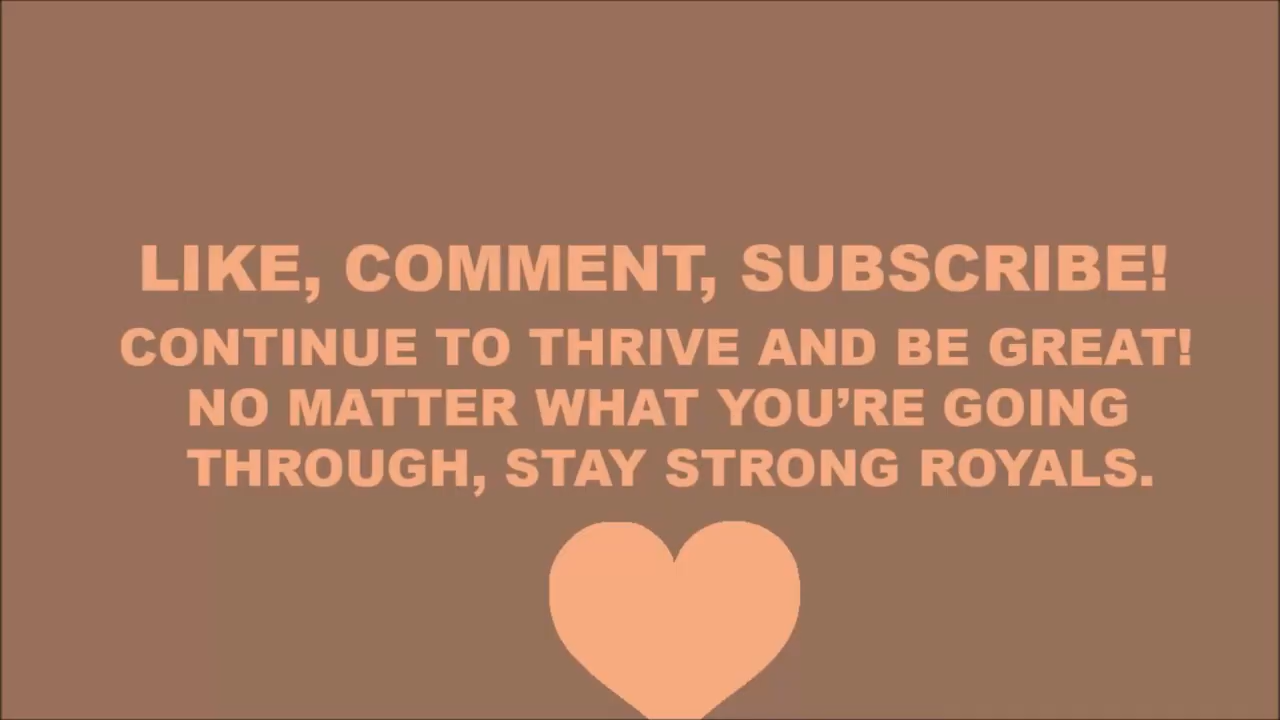 LIKE, COMMENT, SUBSCRIBE!
CONTINUE TO THRIVE AND BE GREAT!
NO MATTER WHAT YOU’RE GOING
THROUGH, STAY STRONG ROYALS.